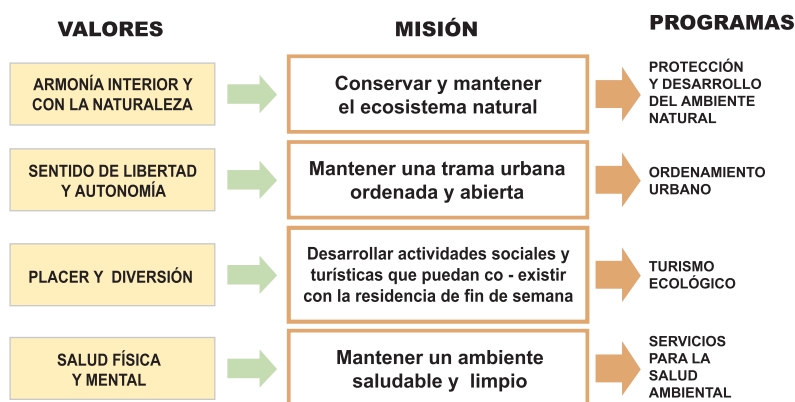 VALORES
MISIÓN
PROGRAMAS
ARMONÍA INTERIOR Y
CON LA NATURALEZA
Conservar y mantener
el ecosistema natural
PROTECCIÓN
Y DESARROLLO
DEL AMBIENTE
NATURAL
SENTIDO DE LIBERTAD
Y AUTONOMÍA
Mantener una trama urbana
ordenada y abierta
ORDENAMIENTO
URBANO
PLACER Y DIVERSIÓN
Desarrollar actividades sociales y
turísticas que puedan co - existir
con la residencia de fin de semana
TURISMO
ECOLÓGICO
SALUD FÍSICA
Y MENTAL
Mantener un ambiente
saludable y limpio
SERVICIOS
PARA LA
SALUD
AMBIENTAL